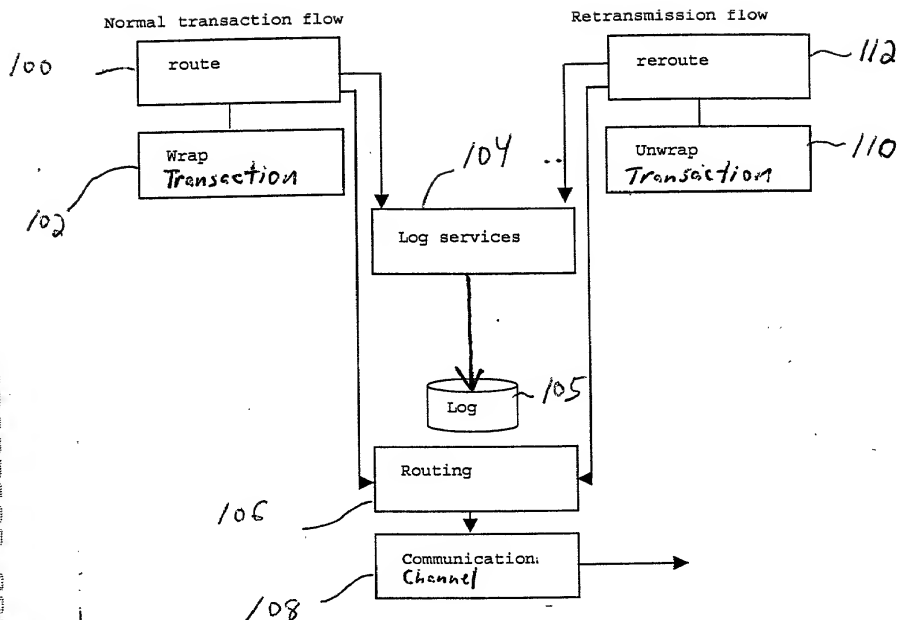 Normal transaction flow
Retransmission flow
100
route
reroute
112
Wrap
Transaction
102
104
Unwrap
Transaction
110
Log services
Log
105
Routing
106
Communication
Channel
108